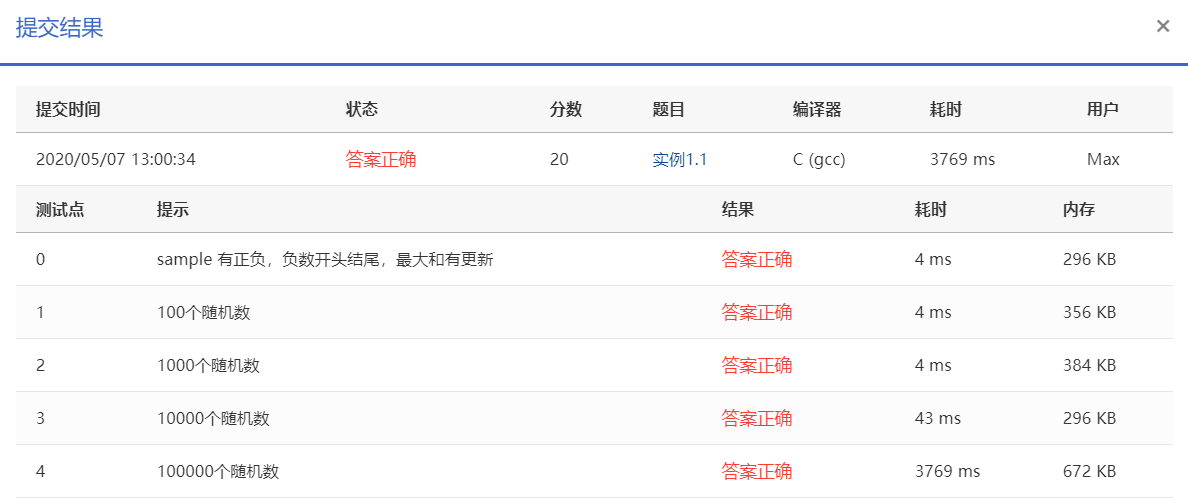 提交结果 ×
提交时间 状态 分数 题目 编译器 耗时 用户
2020/05/07 13:00:34 答案正确 20 实例1.1 C (gcc) 3769 ms Max
测试点 提示 结果 耗时 内存
0 sample 有正负，负数开头结尾，最大和有更新 答案正确 4 ms 296 KB
1 100个随机数 答案正确 4 ms 356 KB
2 1000个随机数 答案正确 4 ms 384 KB
3 10000个随机数 答案正确 43 ms 296 KB
4 100000个随机数 答案正确 3769 ms 672 KB